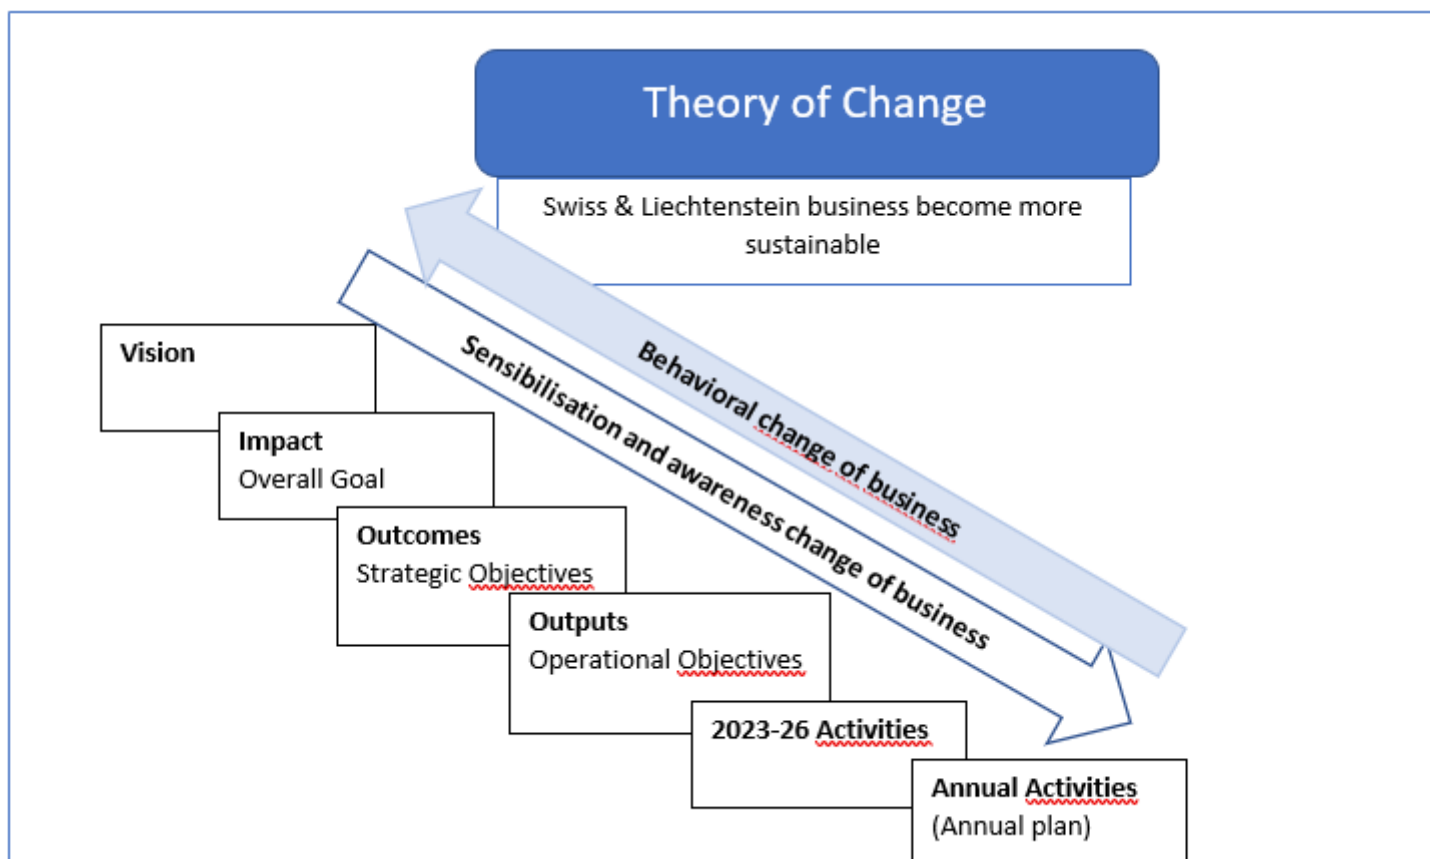 Theory of Change
Swiss & Liechtenstein business become more
sustainable
Behavioral change of business
Sensibilisation and awareness change of business
Vision
Impact
Overall Goal
Outcomes
Strategic Objectives
Outputs
Operational Objectives
2023-26 Activities
Annual Activities
(Annual plan)